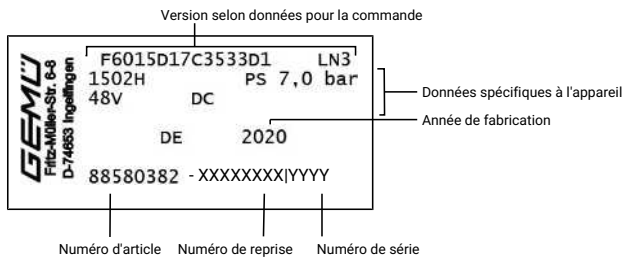 Version selon données pour la commande
GEMÜ
Fritz-Müller-Str. 6-8
D-74653 Ingelfingen
F6015D17C3533D1 LN3
1502H PS 7,0 bar
48V DC
DE 2020
88580382 - XXXXXXXX|YYYY
Données spécifiques à l'appareil
Année de fabrication
Numéro d'article Numéro de reprise Numéro de série